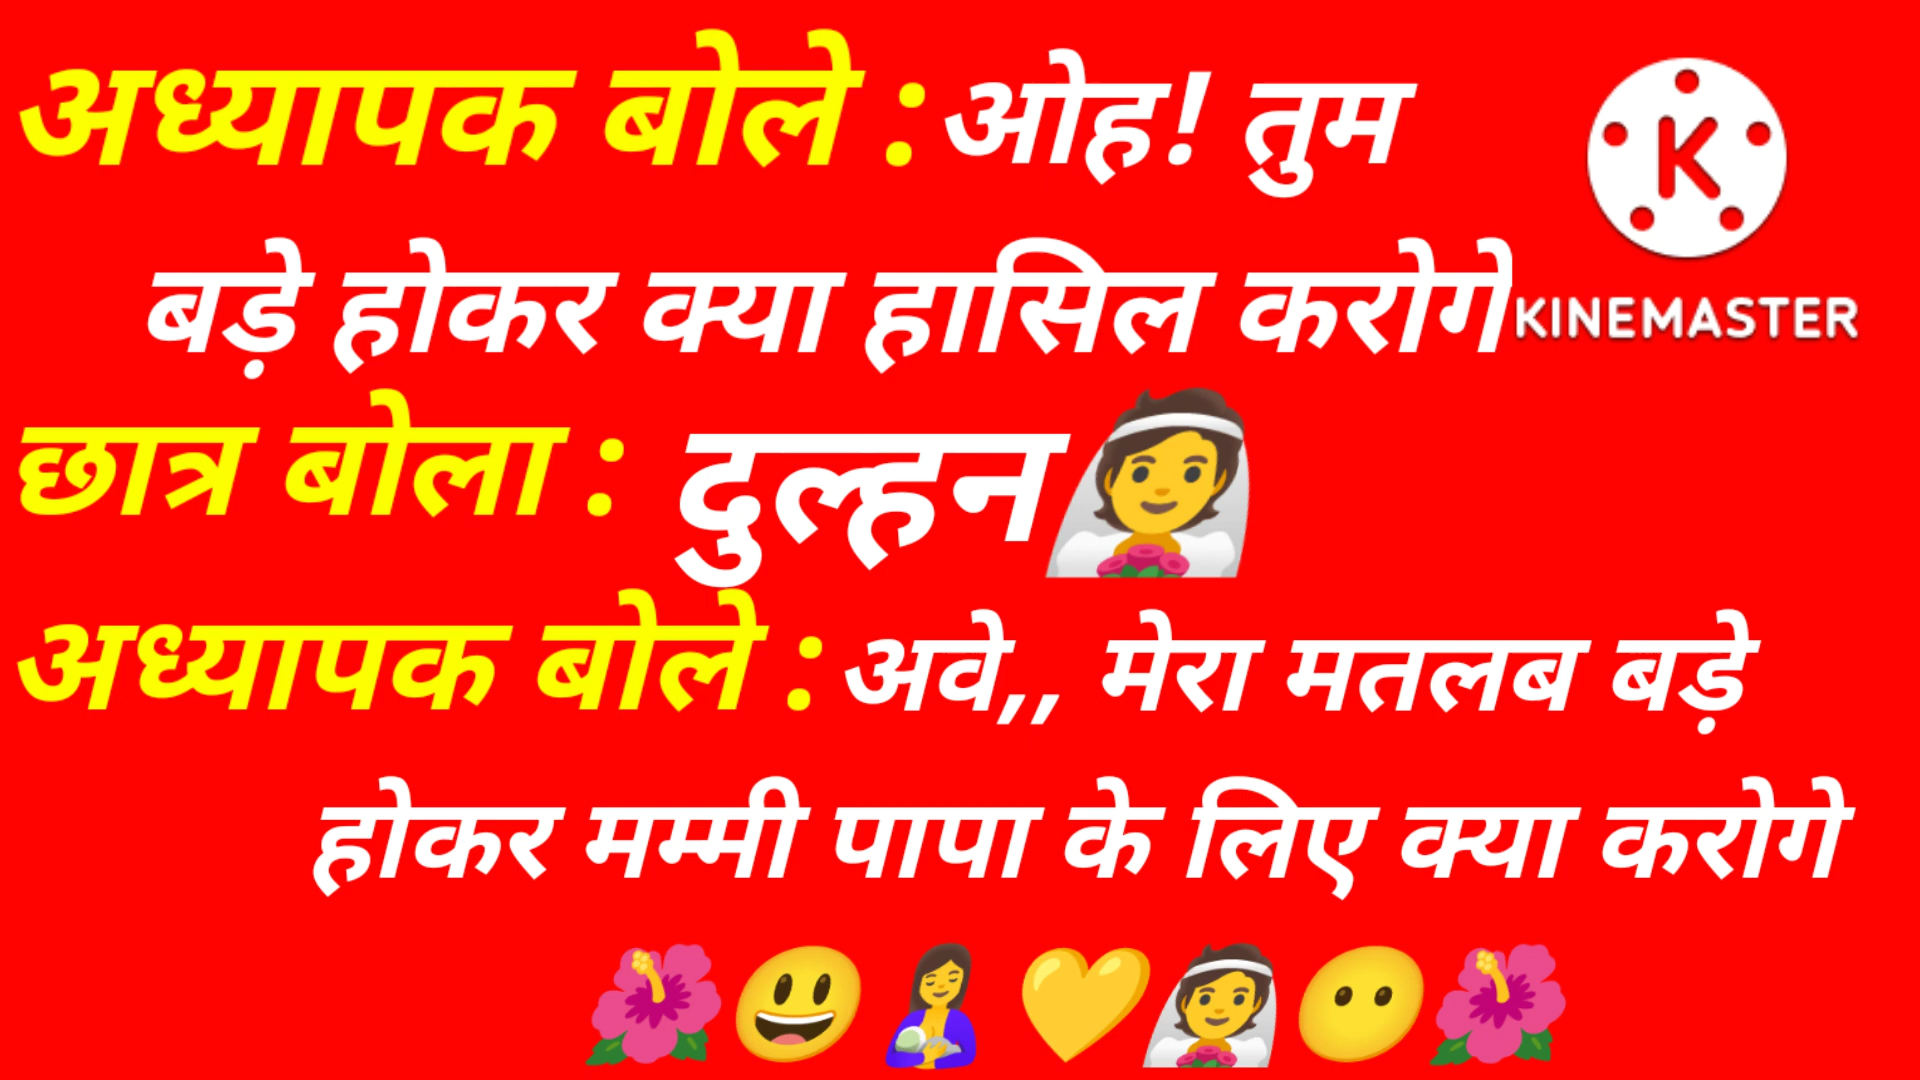 अध्यापक बोले : ओह! तुम
बड़े होकर क्या हासिल करोगे
KINEMASTER
छात्र बोला : दुल्हन👰
अध्यापक बोले : अवे,, मेरा मतलब बड़े
होकर मम्मी पापा के लिए क्या करोगे
🌺😃👩‍🍼💛👰😶🌺